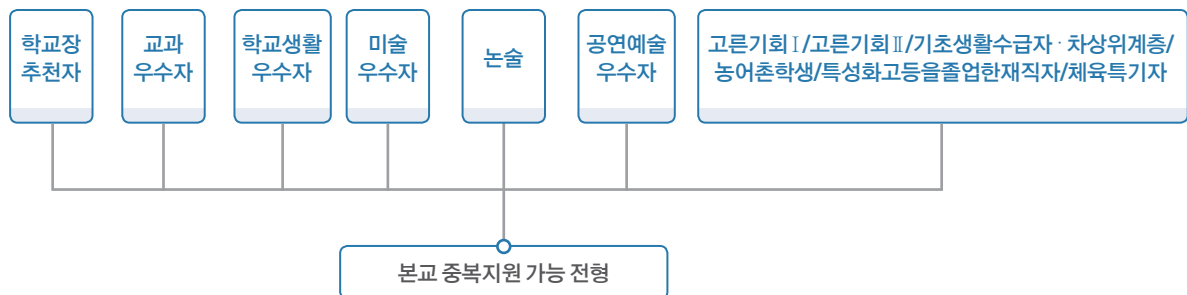 학교장
추천자
교과
우수자
학교생활
우수자
미술
우수자
논술
공연예술
우수자
고른기회Ⅰ/고른기회Ⅱ/기초생활수급자·차상위계층/
농어촌학생/특성화고등을졸업한재직자/체육특기자
본교 중복지원 가능 전형